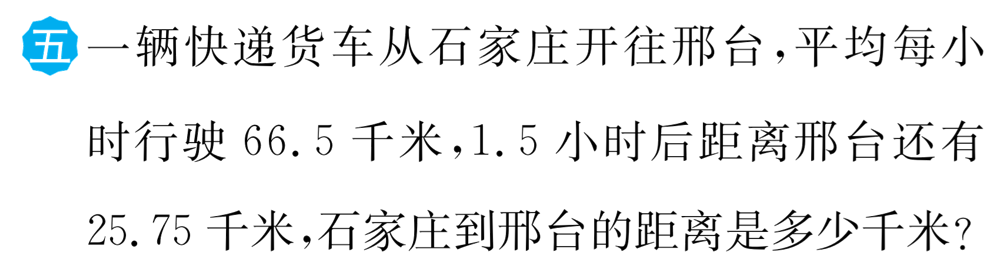 五 一辆快递货车从石家庄开往邢台,平均每小
时行驶 66.5 千米,1.5 小时后距离邢台还有
25.75 千米,石家庄到邢台的距离是多少千米?